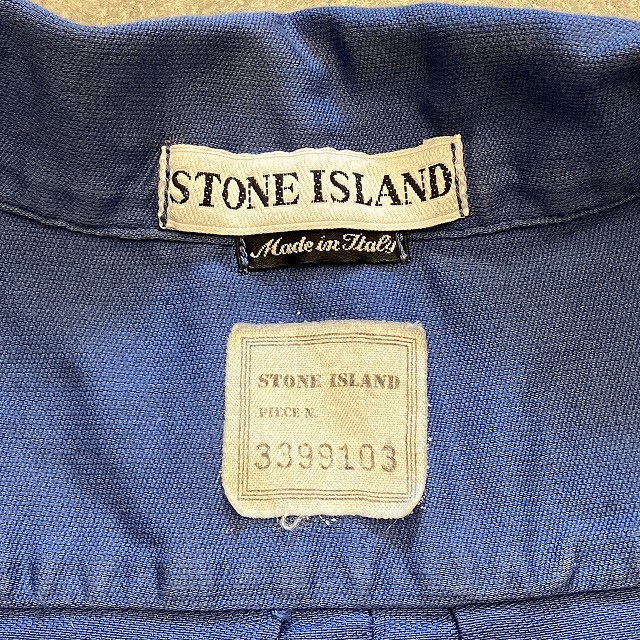 STONE ISLAND
Made in Italy
STONE ISLAND
PIECE N.
3399103